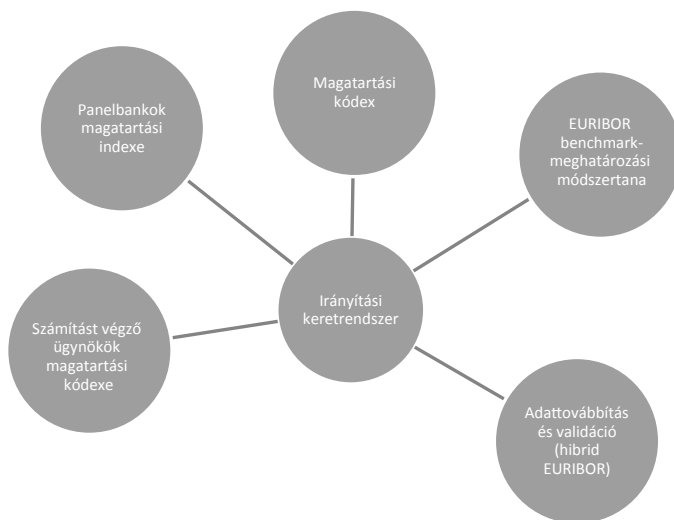 Magatartási
kódex
Panelbankok
magatartási
indexe
EURIBOR
benchmark-
meghatározási
módszertana
Irányítási
keretrendszer
Számítást végző
ügynökök
magatartási
kódexe
Adattovábbítás
és validáció
(hibrid
EURIBOR)